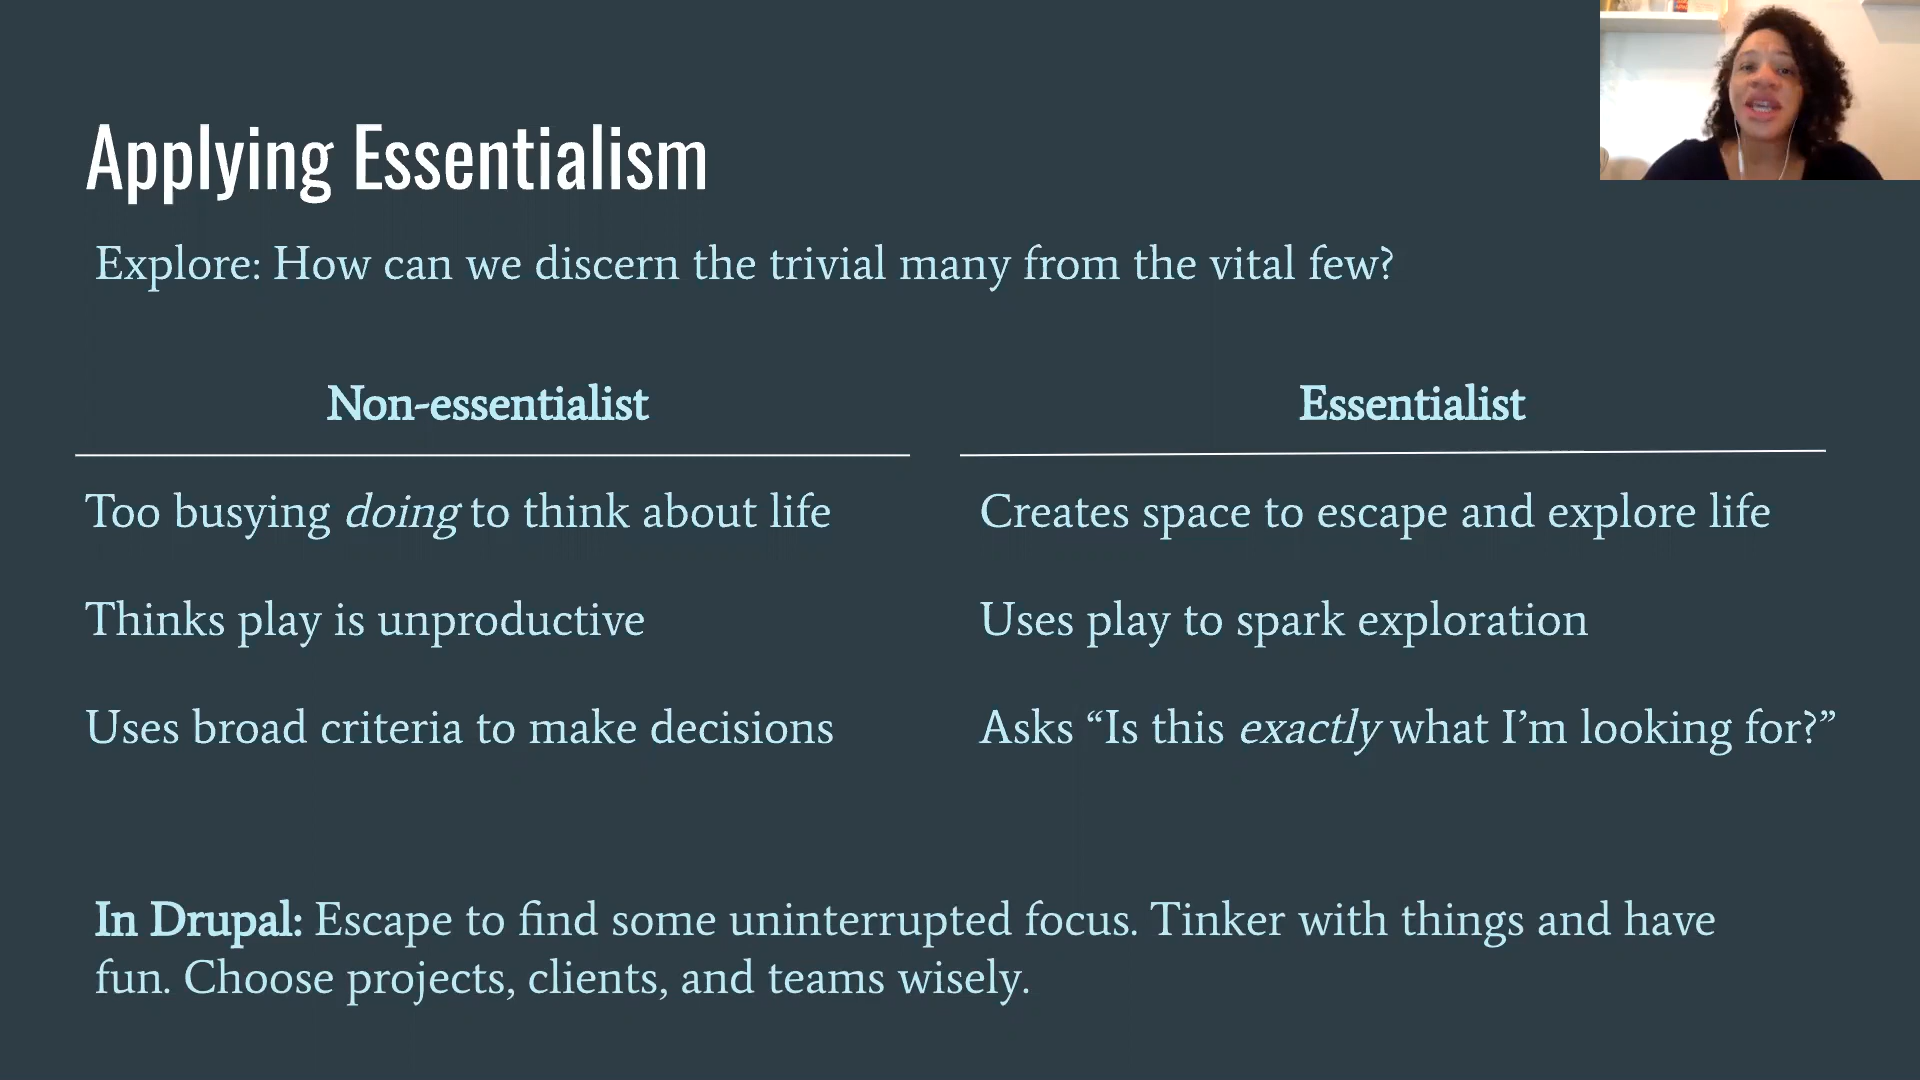 Applying Essentialism
Explore: How can we discern the trivial many from the vital few?
Non-essentialist
Too busying doing to think about life
Thinks play is unproductive
Uses broad criteria to make decisions
Essentialist
Creates space to escape and explore life
Uses play to spark exploration
Asks “Is this exactly what I’m looking for?”
In Drupal: Escape to find some uninterrupted focus. Tinker with things and have
fun. Choose projects, clients, and teams wisely.